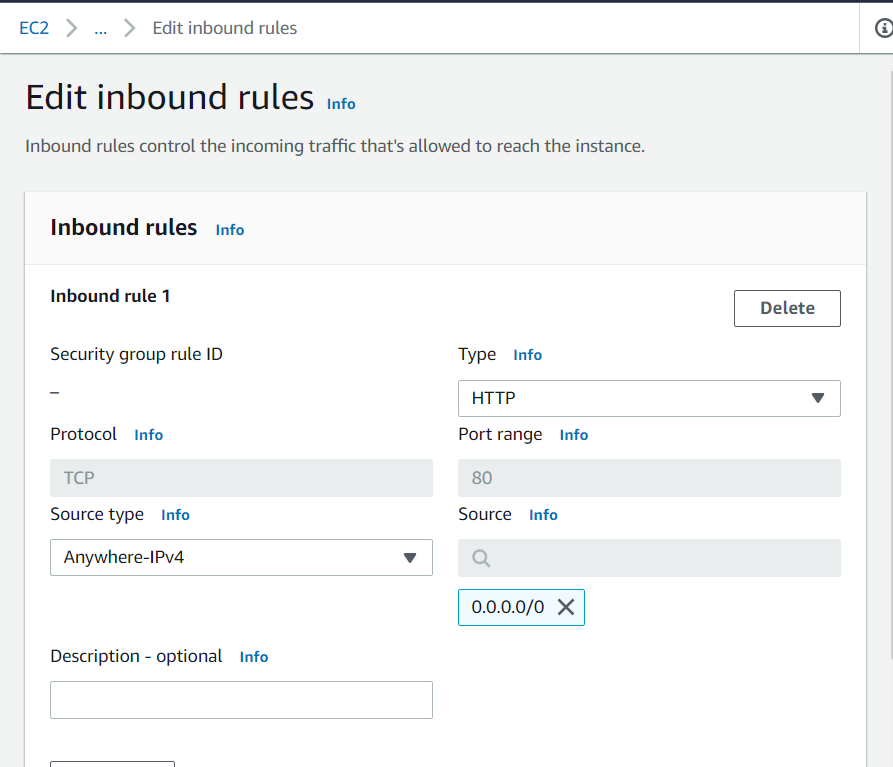 EC2 > ... > Edit inbound rules
Edit inbound rules Info
Inbound rules control the incoming traffic that's allowed to reach the instance.
Inbound rules Info
Inbound rule 1
Delete
Security group rule ID
–
Type Info
HTTP
Protocol Info
TCP
Port range Info
80
Source type Info
Anywhere-IPv4
Source Info
0.0.0.0/0
Description - optional Info